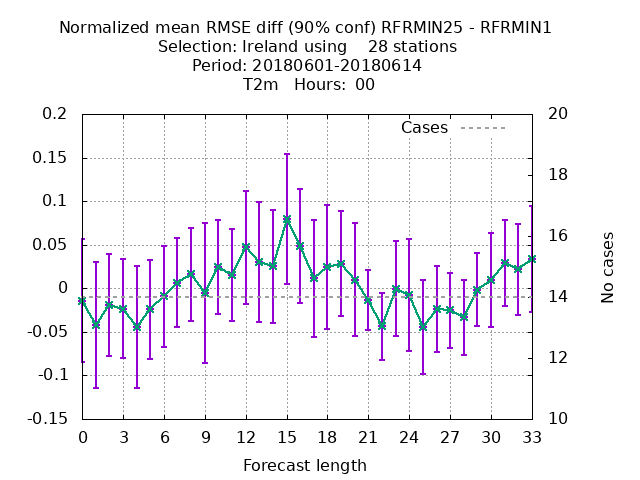 Normalized mean RMSE diff (90% conf) RFRMIN25 - RFRMIN1
Selection: Ireland using    28 stations
Period: 20180601-20180614
T2m   Hours: 00
Cases
0.2
0.15
0.1
0.05
0
-0.05
-0.1
-0.15
20
18
16
14
12
10
No cases
0 3 6 9 12 15 18 21 24 27 30 33
Forecast length